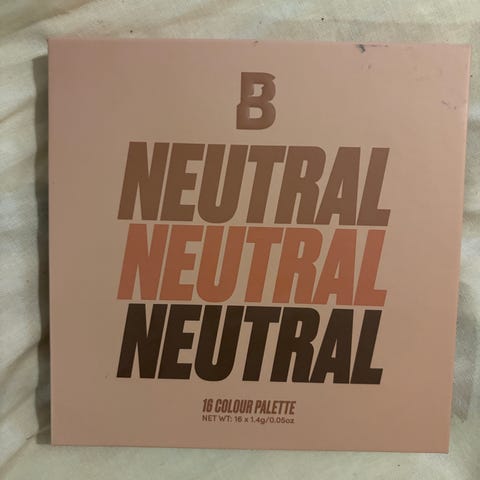 B
NEUTRAL
NEUTRAL
NEUTRAL
16 COLOUR PALETTE
NET WT: 16 x 1.4g/0.05oz